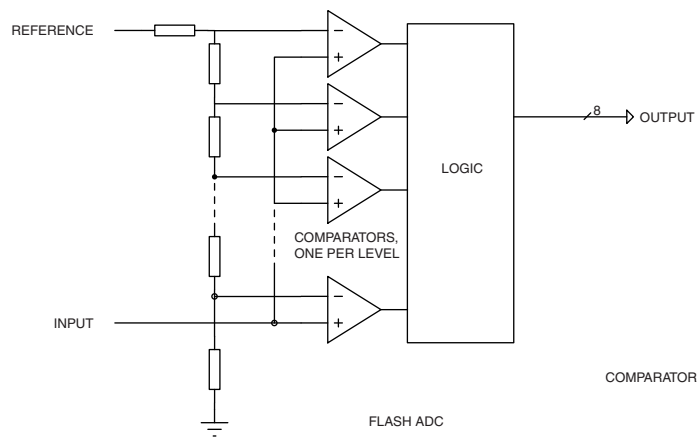 REFERENCE
8
OUTPUT
LOGIC
COMPARATORS,
ONE PER LEVEL
INPUT
COMPARATOR
FLASH ADC